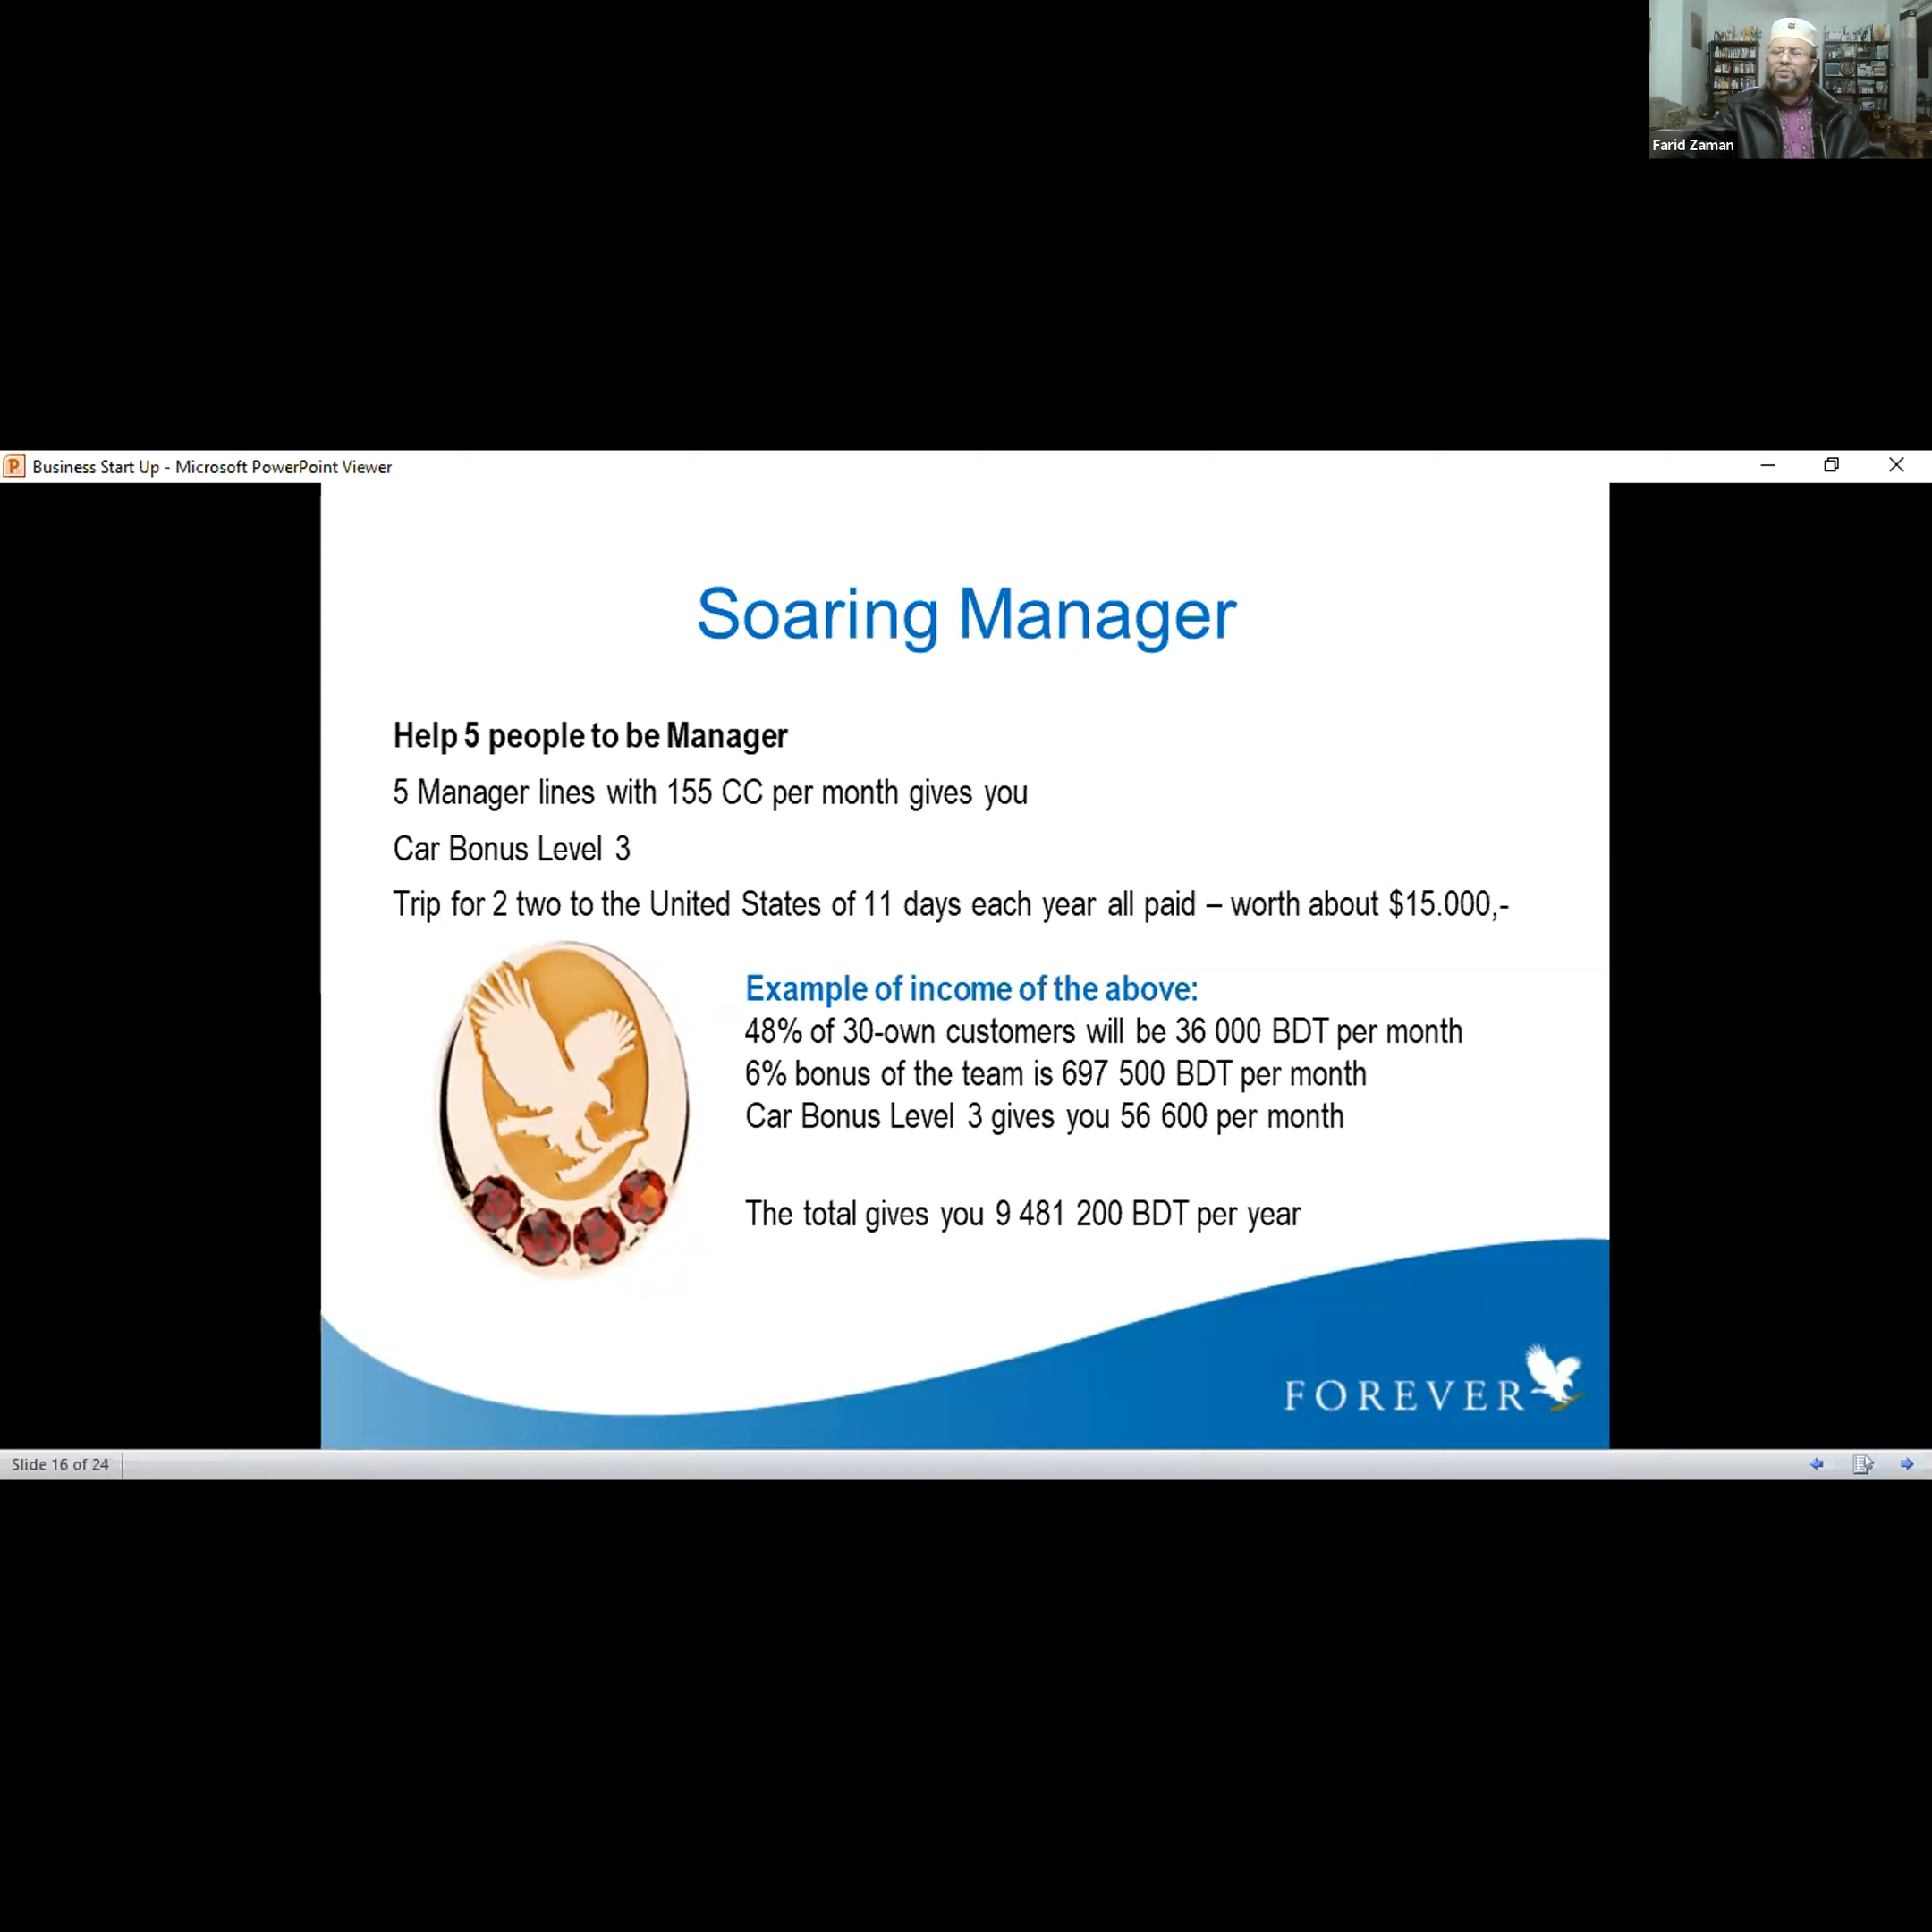 Farid Zaman
Business Start Up - Microsoft PowerPoint Viewer
Soaring Manager
Help 5 people to be Manager
5 Manager lines with 155 CC per month gives you
Car Bonus Level 3
Trip for 2 two to the United States of 11 days each year all paid – worth about $15.000,-
Example of income of the above:
48% of 30-own customers will be 36 000 BDT per month
6% bonus of the team is 697 500 BDT per month
Car Bonus Level 3 gives you 56 600 per month
The total gives you 9 481 200 BDT per year
FOREVER
Slide 16 of 24